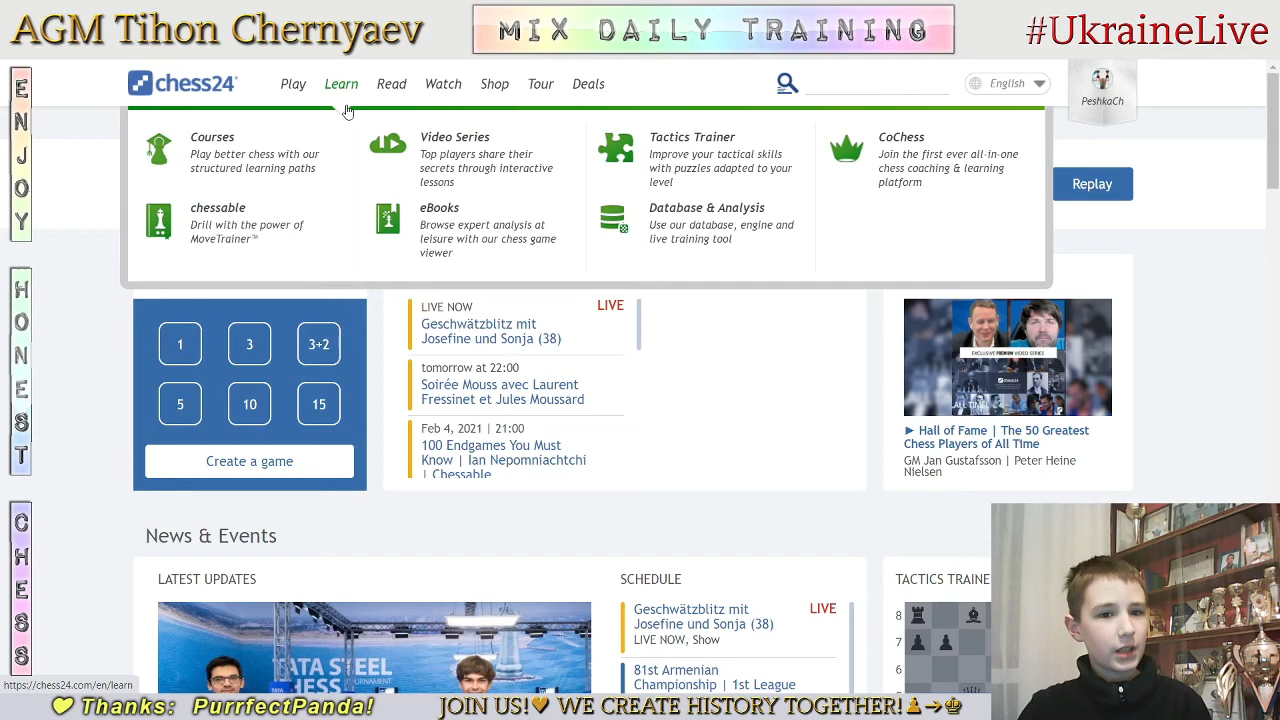 AGM Tihon Chernyaev
MIX DAILY TRAINING
#UkraineLive
ENJOY
HONEST
CHESS
chess24
Play
Learn
Read
Watch
Shop
Tour
Deals
English
PeshkaCh
Courses
Play better chess with our
structured learning paths
Video Series
Top players share their
secrets through interactive
lessons
Tactics Trainer
Improve your tactical skills
with puzzles adapted to your
level
CoChess
Join the first ever all-in-one
chess coaching & learning
platform
chessable
Drill with the power of
MoveTrainer™
eBooks
Browse expert analysis at
leisure with our chess game
viewer
Database & Analysis
Use our database, engine and
live training tool
Replay
1
3
3+2
5
10
15
Create a game
LIVE NOW
LIVE
Geschwätzblitz mit
Josefine und Sonja (38)
tomorrow at 22:00
Soirée Mouss avec Laurent
Fressinet et Jules Moussard
Feb 4, 2021 | 21:00
100 Endgames You Must
Know | Ian Nepomniachtchi
| Chessable
EXCLUSIVE PREMIUM VIDEO SERIES
chess24
ALL TIME!
► Hall of Fame | The 50 Greatest
Chess Players of All TIme
GM Jan Gustafsson | Peter Heine
Nielsen
News & Events
LATEST UPDATES
TATA STEEL
CHESS
SCHEDULE
Geschwätzblitz mit
Josefine und Sonja (38)
LIVE
LIVE NOW, Show
81st Armenian
Championship | 1st League
TACTICS TRAINE
8
7
6
https://chess24.com/en/learn
Thanks: PurrfectPanda!
JOIN US! WE CREATE HISTORY TOGETHER!